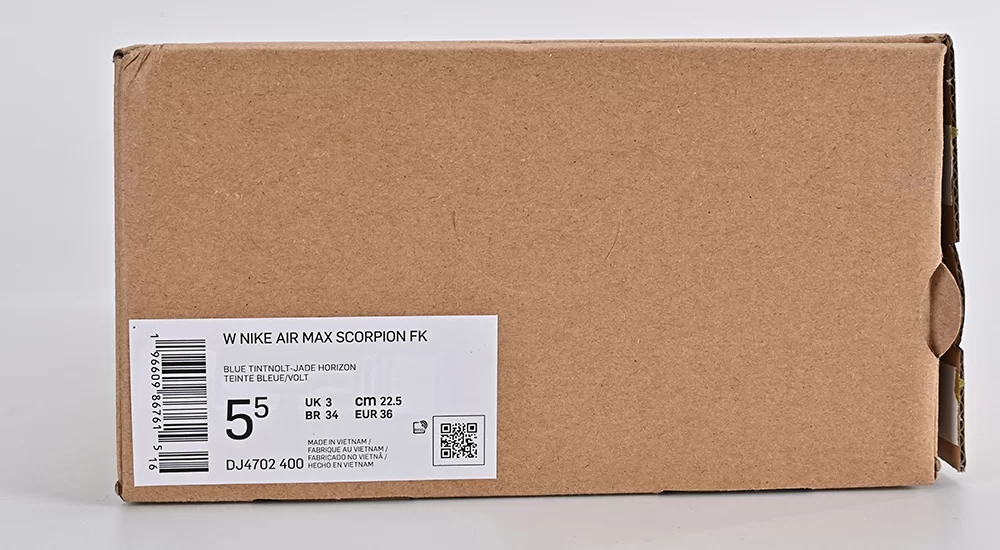 W NIKE AIR MAX SCORPION FK
BLUE TINTNOLT-JADE HORIZON
TEINTE BLEUE/VOLT
5⁵
UK 3 cm 22.5
BR 34 EUR 36
MADE IN VIETNAM /
FABRIQUE AU VIETNAM /
FABRICADO NO VIETNÃ /
HECHO EN VIETNAM
DJ4702 400
1 96609 86761 5 16